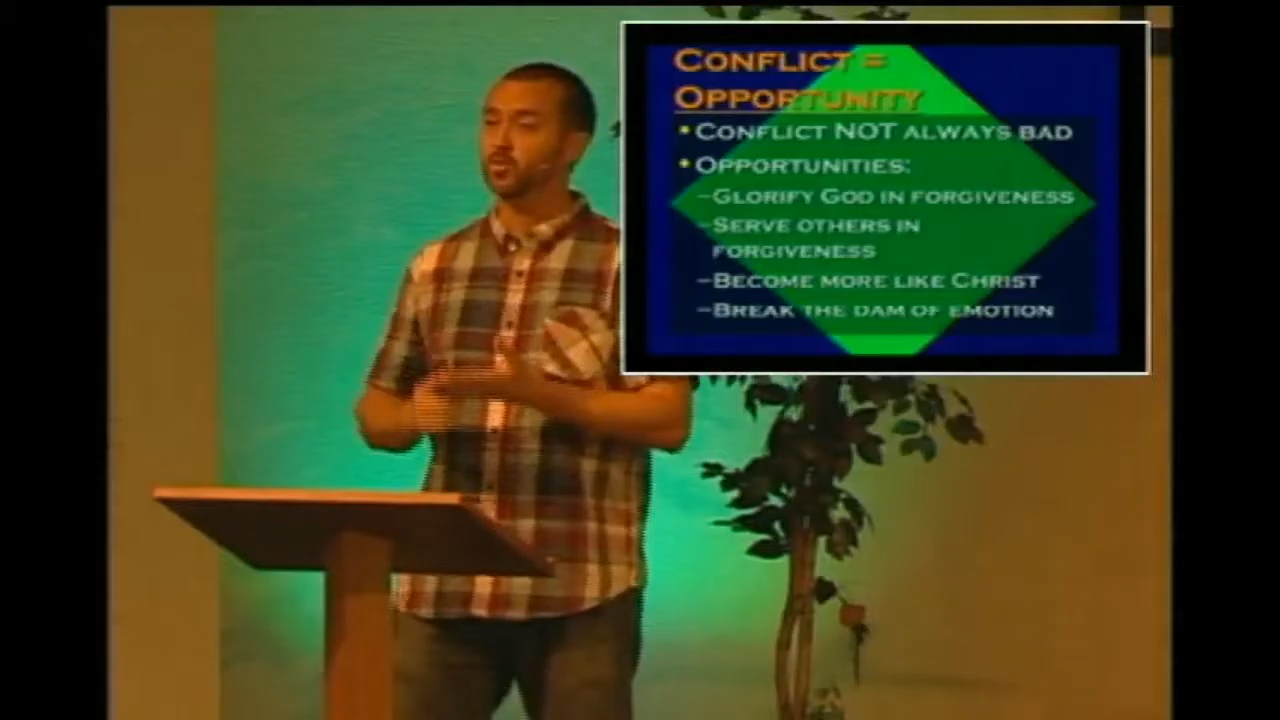 CONFLICT =
OPPORTUNITY
• CONFLICT NOT ALWAYS BAD
• OPPORTUNITIES:
–GLORIFY GOD IN FORGIVENESS
–SERVE OTHERS IN
FORGIVENESS
–BECOME MORE LIKE CHRIST
–BREAK THE DAM OF EMOTION